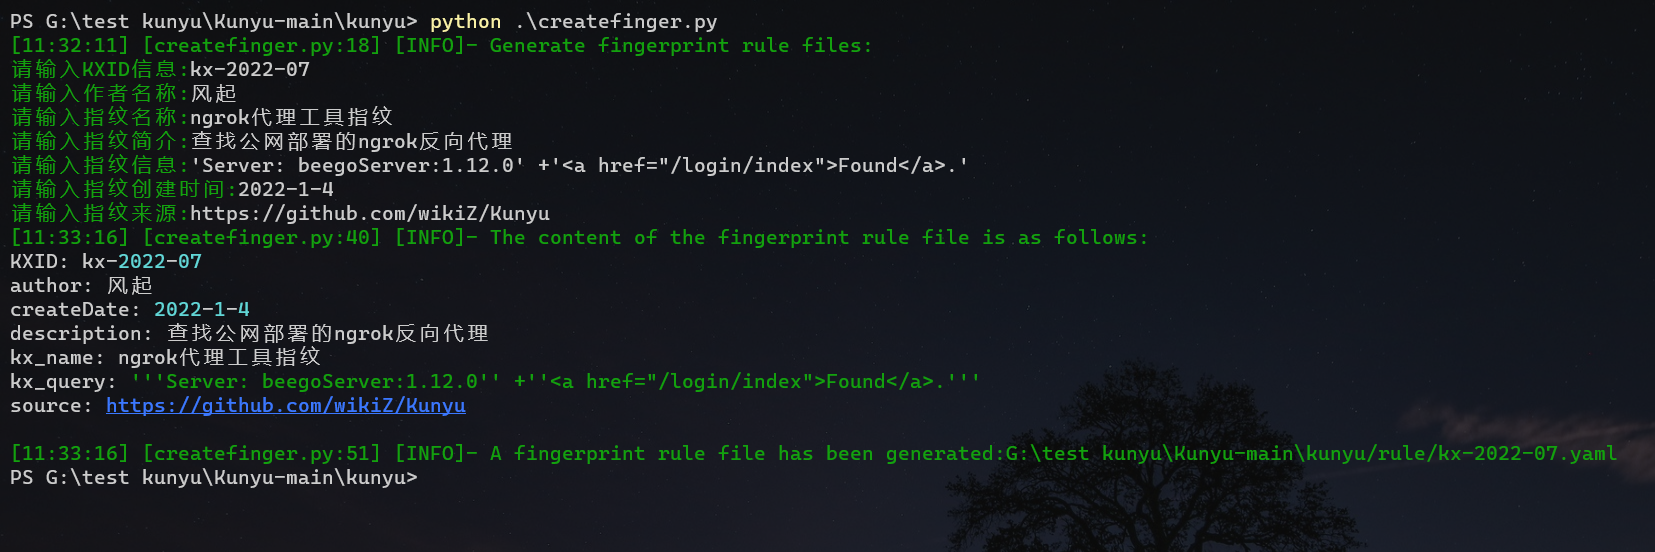 PS G:\test kunyu\Kunyu-main\kunyu> python .\createfinger.py
[11:32:11] [createfinger.py:18] [INFO]- Generate fingerprint rule files:
请输入KXID信息:kx-2022-07
请输入作者名称:风起
请输入指纹名称:ngrok代理工具指纹
请输入指纹简介:查找公网部署的ngrok反向代理
请输入指纹信息:'Server: beegoServer:1.12.0' +'<a href="/login/index">Found</a>.'
请输入指纹创建时间:2022-1-4
请输入指纹来源:https://github.com/wikiZ/Kunyu
[11:33:16] [createfinger.py:40] [INFO]- The content of the fingerprint rule file is as follows:
KXID: kx-2022-07
author: 风起
createDate: 2022-1-4
description: 查找公网部署的ngrok反向代理
kx_name: ngrok代理工具指纹
kx_query: '''Server: beegoServer:1.12.0'' +''<a href="/login/index">Found</a>.'''
source: https://github.com/wikiZ/Kunyu
[11:33:16] [createfinger.py:51] [INFO]- A fingerprint rule file has been generated:G:\test kunyu\Kunyu-main\kunyu/rule/kx-2022-07.yaml
PS G:\test kunyu\Kunyu-main\kunyu>